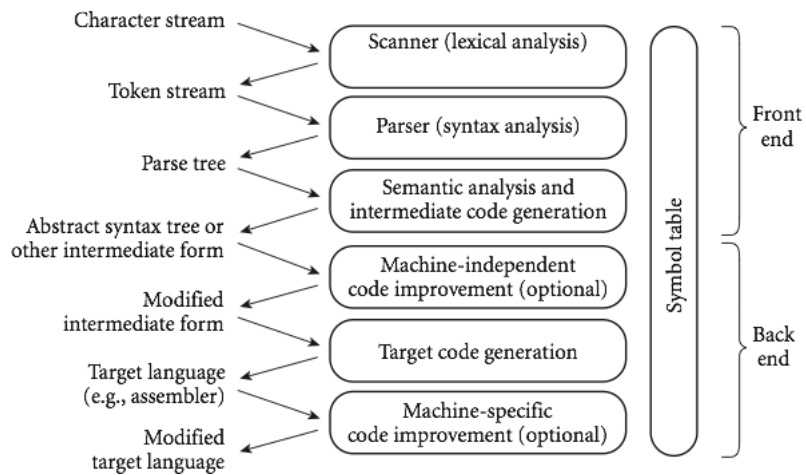 Character stream
Scanner (lexical analysis)
Token stream
Parser (syntax analysis)
Parse tree
Semantic analysis and
intermediate code generation
Abstract syntax tree or
other intermediate form
Machine-independent
code improvement (optional)
Modified
intermediate form
Target code generation
Target language
(e.g., assembler)
Machine-specific
code improvement (optional)
Modified
target language
Symbol table
Front
end
Back
end